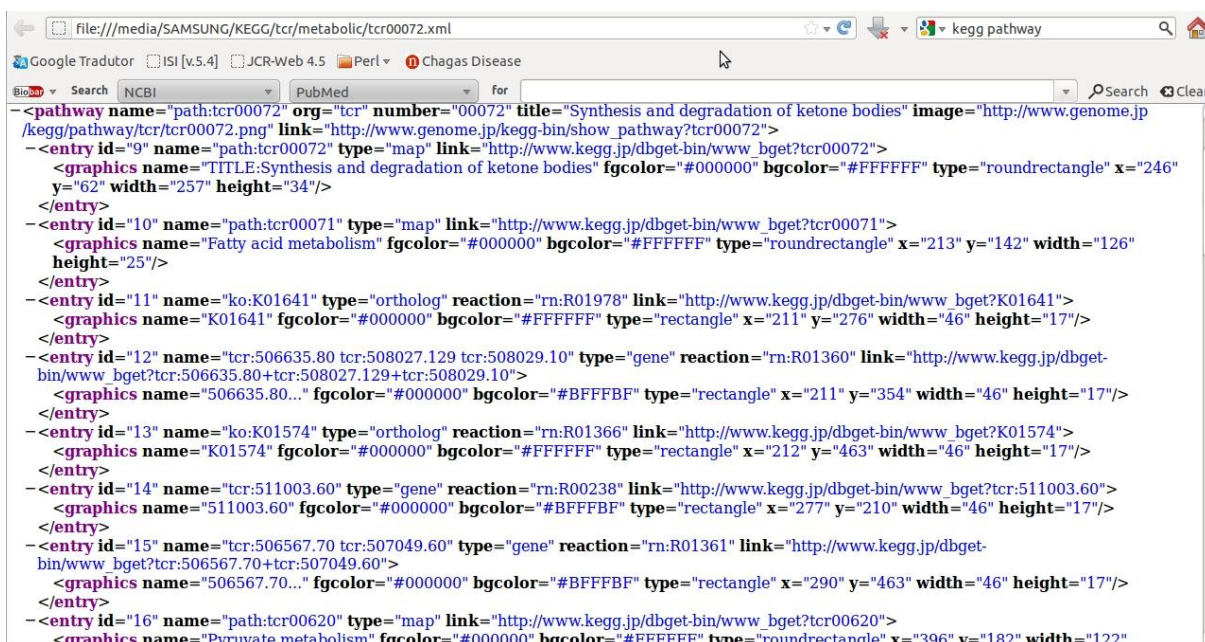 file:///media/SAMSUNG/KEGG/tcr/metabolic/tcr00072.xml kegg pathway
Google Tradutor ISI [v.5.4] JCR-Web 4.5 Perl Chagas Disease
Biobar Search NCBI PubMed for Search Clear
−<pathway name="path:tcr00072" org="tcr" number="00072" title="Synthesis and degradation of ketone bodies" image="http://www.genome.jp
/kegg/pathway/tcr/tcr00072.png" link="http://www.genome.jp/kegg-bin/show_pathway?tcr00072">
−<entry id="9" name="path:tcr00072" type="map" link="http://www.kegg.jp/dbget-bin/www_bget?tcr00072">
<graphics name="TITLE:Synthesis and degradation of ketone bodies" fgcolor="#000000" bgcolor="#FFFFFF" type="roundrectangle" x="246"
y="62" width="257" height="34"/>
</entry>
−<entry id="10" name="path:tcr00071" type="map" link="http://www.kegg.jp/dbget-bin/www_bget?tcr00071">
<graphics name="Fatty acid metabolism" fgcolor="#000000" bgcolor="#FFFFFF" type="roundrectangle" x="213" y="142" width="126"
height="25"/>
</entry>
−<entry id="11" name="ko:K01641" type="ortholog" reaction="rn:R01978" link="http://www.kegg.jp/dbget-bin/www_bget?K01641">
<graphics name="K01641" fgcolor="#000000" bgcolor="#FFFFFF" type="rectangle" x="211" y="276" width="46" height="17"/>
</entry>
−<entry id="12" name="tcr:506635.80 tcr:508027.129 tcr:508029.10" type="gene" reaction="rn:R01360" link="http://www.kegg.jp/dbget-
bin/www_bget?tcr:506635.80+tcr:508027.129+tcr:508029.10">
<graphics name="506635.80..." fgcolor="#000000" bgcolor="#BFFFBF" type="rectangle" x="211" y="354" width="46" height="17"/>
</entry>
−<entry id="13" name="ko:K01574" type="ortholog" reaction="rn:R01366" link="http://www.kegg.jp/dbget-bin/www_bget?K01574">
<graphics name="K01574" fgcolor="#000000" bgcolor="#FFFFFF" type="rectangle" x="212" y="463" width="46" height="17"/>
</entry>
−<entry id="14" name="tcr:511003.60" type="gene" reaction="rn:R00238" link="http://www.kegg.jp/dbget-bin/www_bget?tcr:511003.60">
<graphics name="511003.60" fgcolor="#000000" bgcolor="#BFFFBF" type="rectangle" x="277" y="210" width="46" height="17"/>
</entry>
−<entry id="15" name="tcr:506567.70 tcr:507049.60" type="gene" reaction="rn:R01361" link="http://www.kegg.jp/dbget-
bin/www_bget?tcr:506567.70+tcr:507049.60">
<graphics name="506567.70..." fgcolor="#000000" bgcolor="#BFFFBF" type="rectangle" x="290" y="463" width="46" height="17"/>
</entry>
−<entry id="16" name="path:tcr00620" type="map" link="http://www.kegg.jp/dbget-bin/www_bget?tcr00620">
<graphics name="Pyruvate metabolism" fgcolor="#000000" bgcolor="#FFFFFF" type="roundrectangle" x="396" y="182" width="122"